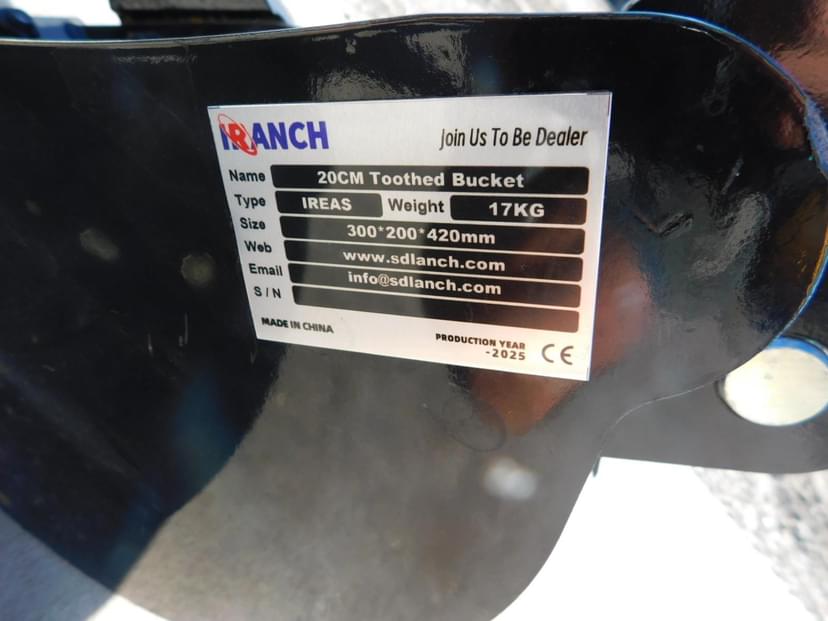 IRANCH Join Us To Be Dealer
Name 20CM Toothed Bucket
Type IREAS Weight 17KG
Size 300*200*420mm
Web www.sdlanch.com
Email info@sdlanch.com
S/N
MADE IN CHINA
PRODUCTION YEAR
-2025 CE